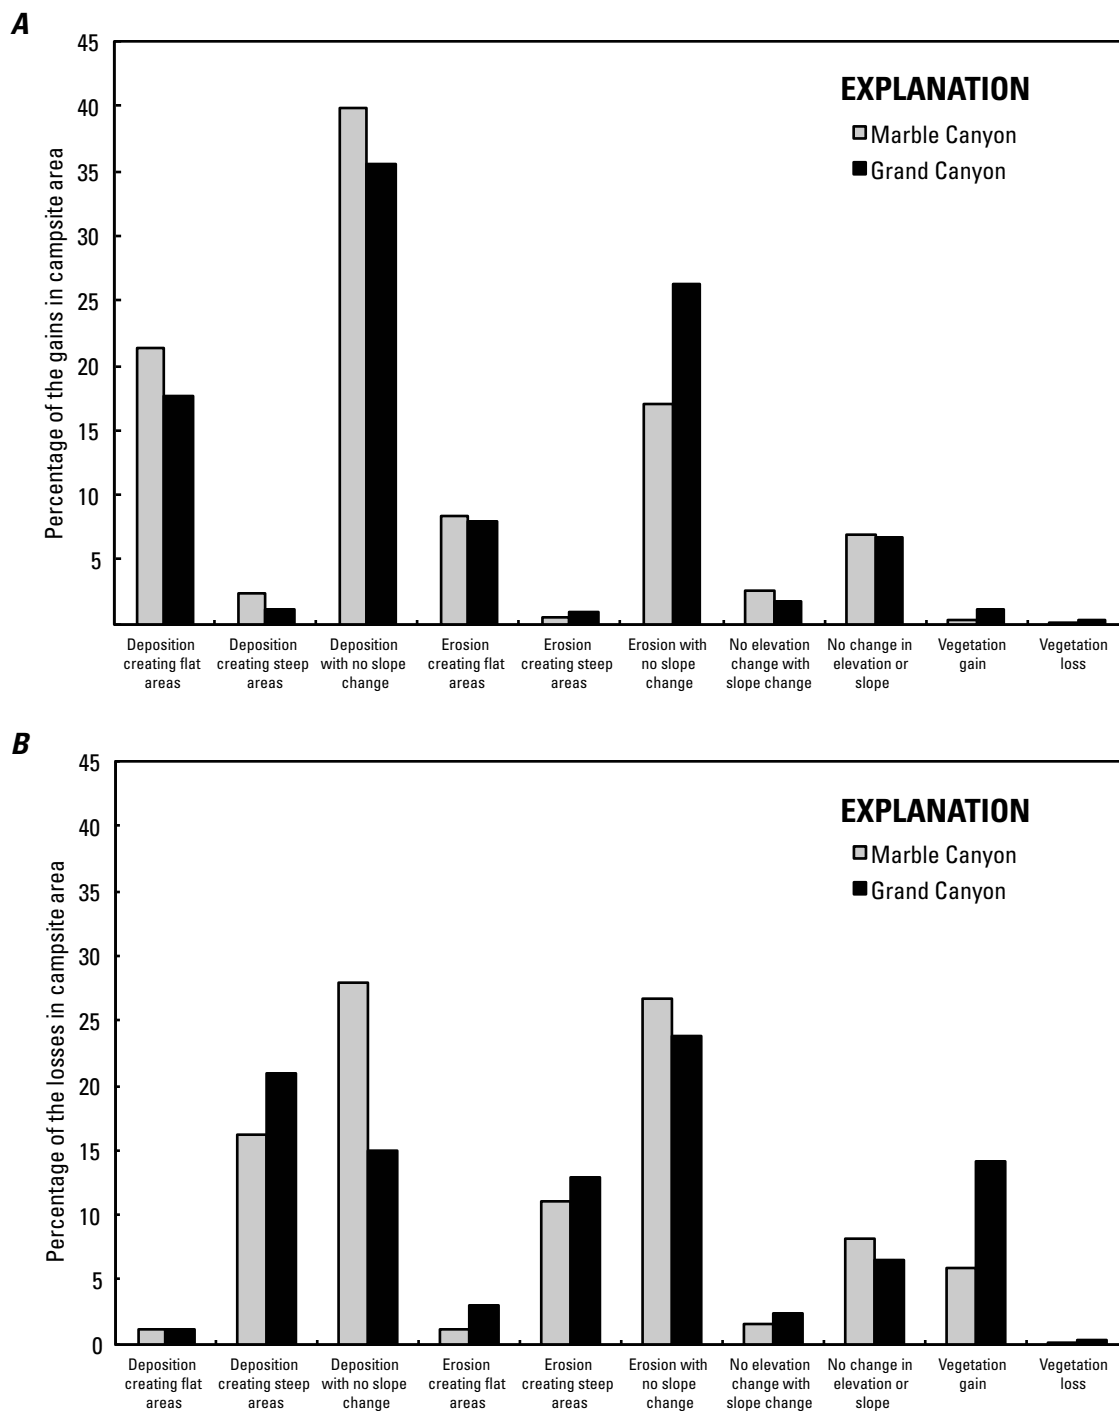 A
45
40
35
30
25
20
15
10
5
Percentage of the gains in campsite area
EXPLANATION
Marble Canyon
Grand Canyon
Deposition creating flat areas
Deposition creating steep areas
Deposition with no slope change
Erosion creating flat areas
Erosion creating steep areas
Erosion with no slope change
No elevation change with slope change
No change in elevation or slope
Vegetation gain
Vegetation loss
B
45
40
35
30
25
20
15
10
5
0
Percentage of the losses in campsite area
EXPLANATION
Marble Canyon
Grand Canyon
Deposition creating flat areas
Deposition creating steep areas
Deposition with no slope change
Erosion creating flat areas
Erosion creating steep areas
Erosion with no slope change
No elevation change with slope change
No change in elevation or slope
Vegetation gain
Vegetation loss